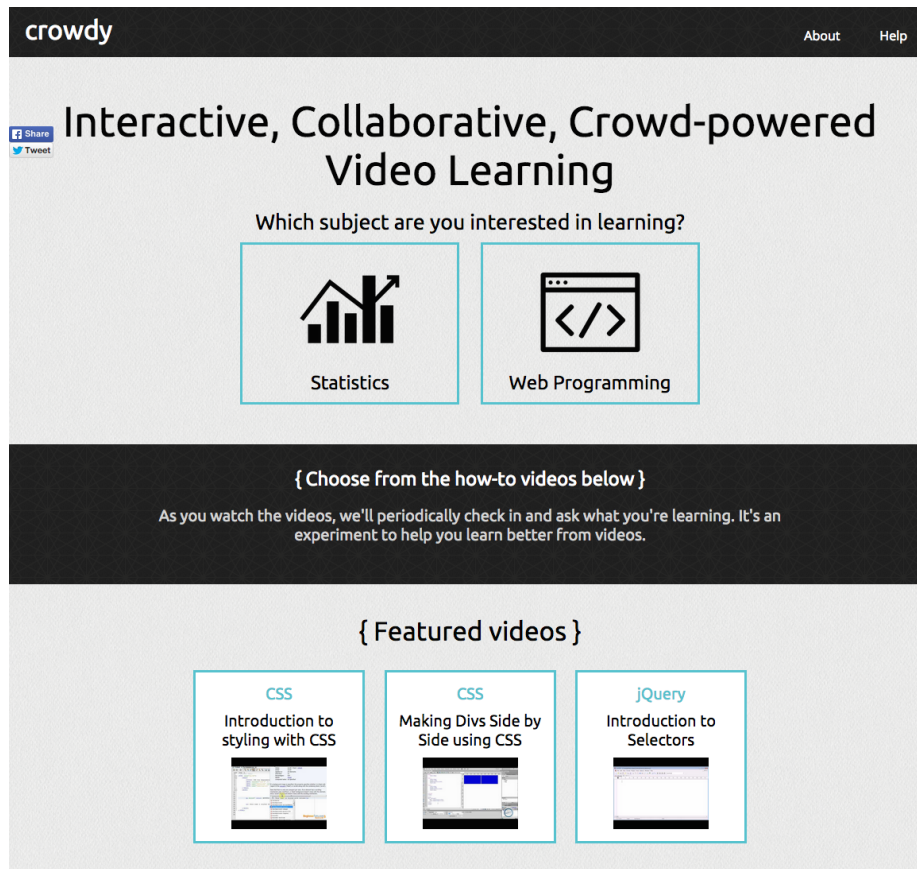 crowdy
About
Help
Share
Tweet
Interactive, Collaborative, Crowd-powered
Video Learning
Which subject are you interested in learning?
Statistics
</>
Web Programming
{ Choose from the how-to videos below }
As you watch the videos, we'll periodically check in and ask what you're learning. It's an
experiment to help you learn better from videos.
{ Featured videos }
CSS
Introduction to
styling with CSS
CSS
Making Divs Side by
Side using CSS
jQuery
Introduction to
Selectors